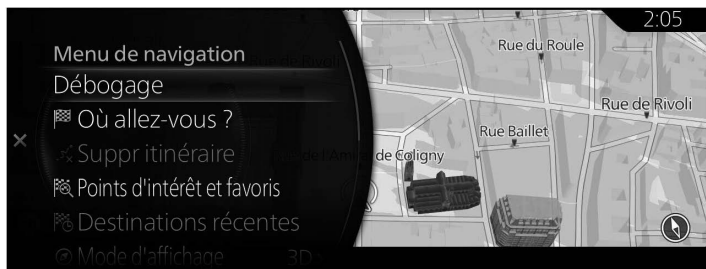 2:05
Menu de navigation
Débogage
Où allez-vous ?
Suppr itinéraire
Points d'intérêt et favoris
Destinations récentes
Mode d'affichage 3D
Rue du Roule
Rue de Rivoli
Rue Baillet
de Coligny